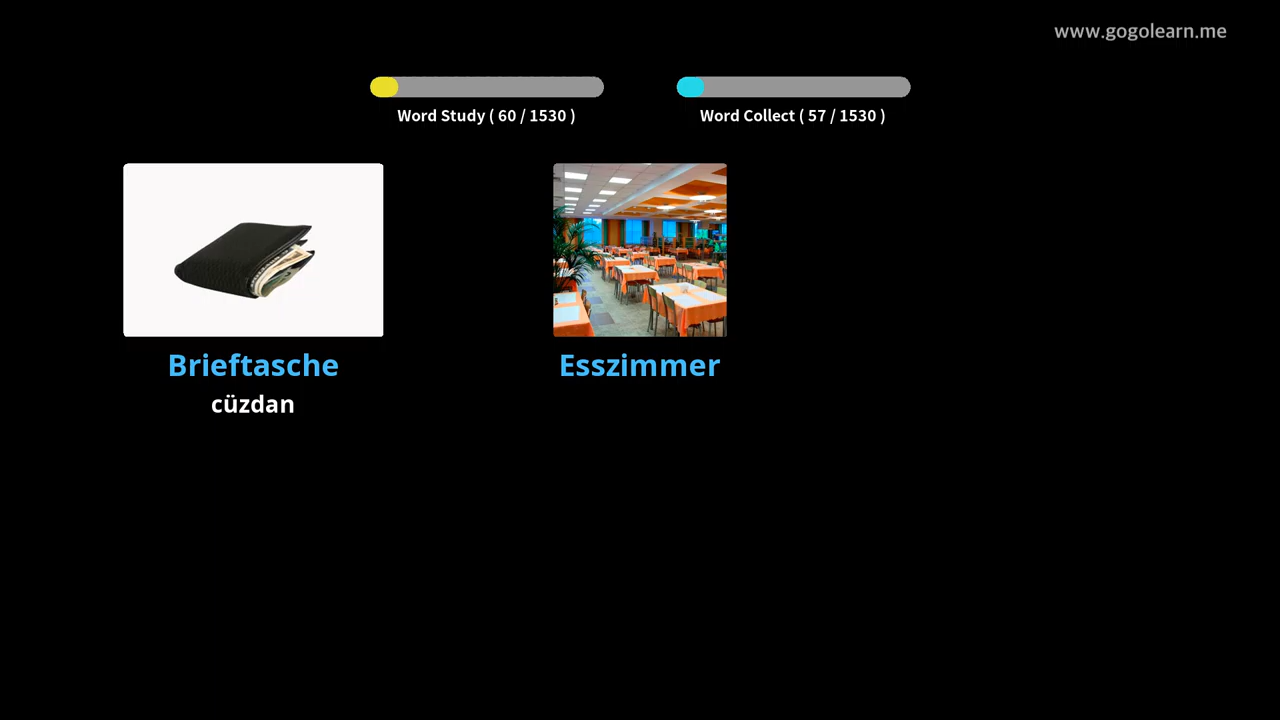 www.gogolearn.me
Word Study ( 60 / 1530 )
Word Collect ( 57 / 1530 )
Brieftasche
cüzdan
Esszimmer